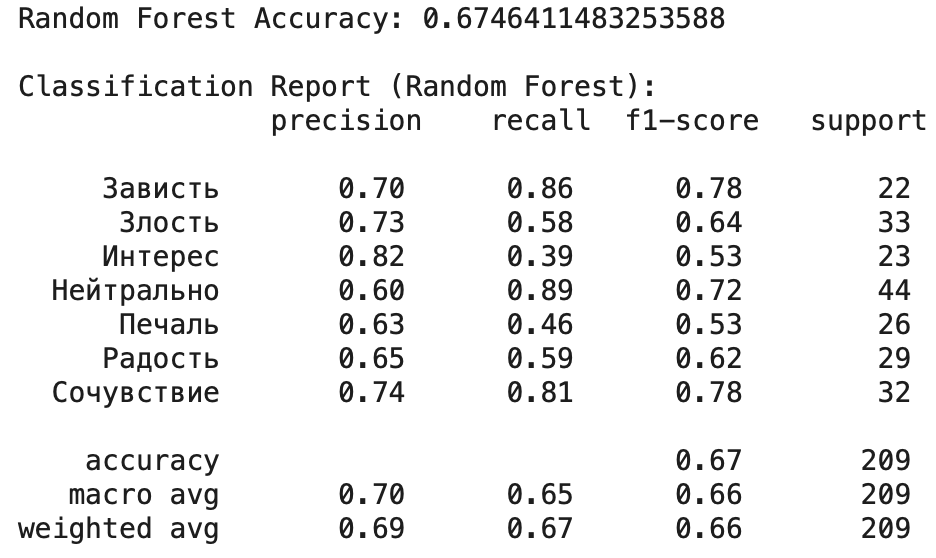 Random Forest Accuracy: 0.6746411483253588
Classification Report (Random Forest):
precision recall f1-score support
Зависть 0.70 0.86 0.78 22
Злость 0.73 0.58 0.64 33
Интерес 0.82 0.39 0.53 23
Нейтрально 0.60 0.89 0.72 44
Печаль 0.63 0.46 0.53 26
Радость 0.65 0.59 0.62 29
Сочувствие 0.74 0.81 0.78 32
accuracy 0.67 209
macro avg 0.70 0.65 0.66 209
weighted avg 0.69 0.67 0.66 209